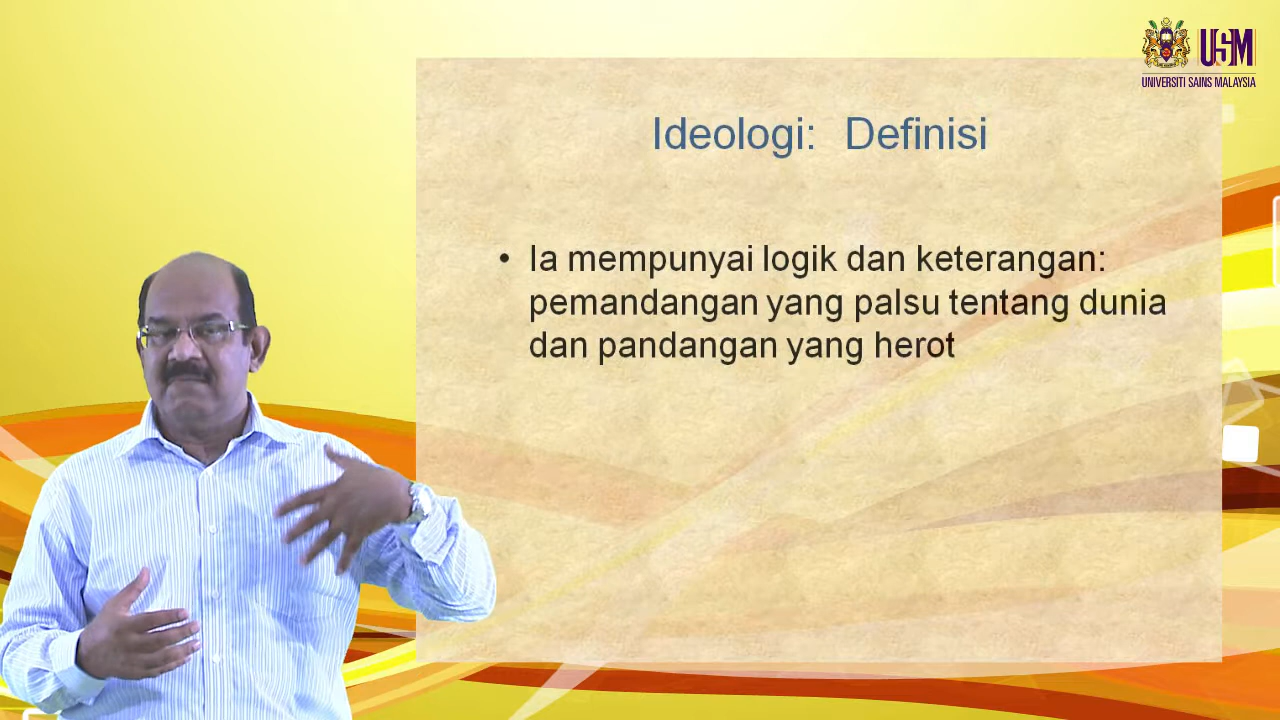 USM
UNIVERSITI SAINS MALAYSIA
Ideologi: Definisi
• Ia mempunyai logik dan keterangan:
pemandangan yang palsu tentang dunia
dan pandangan yang herot